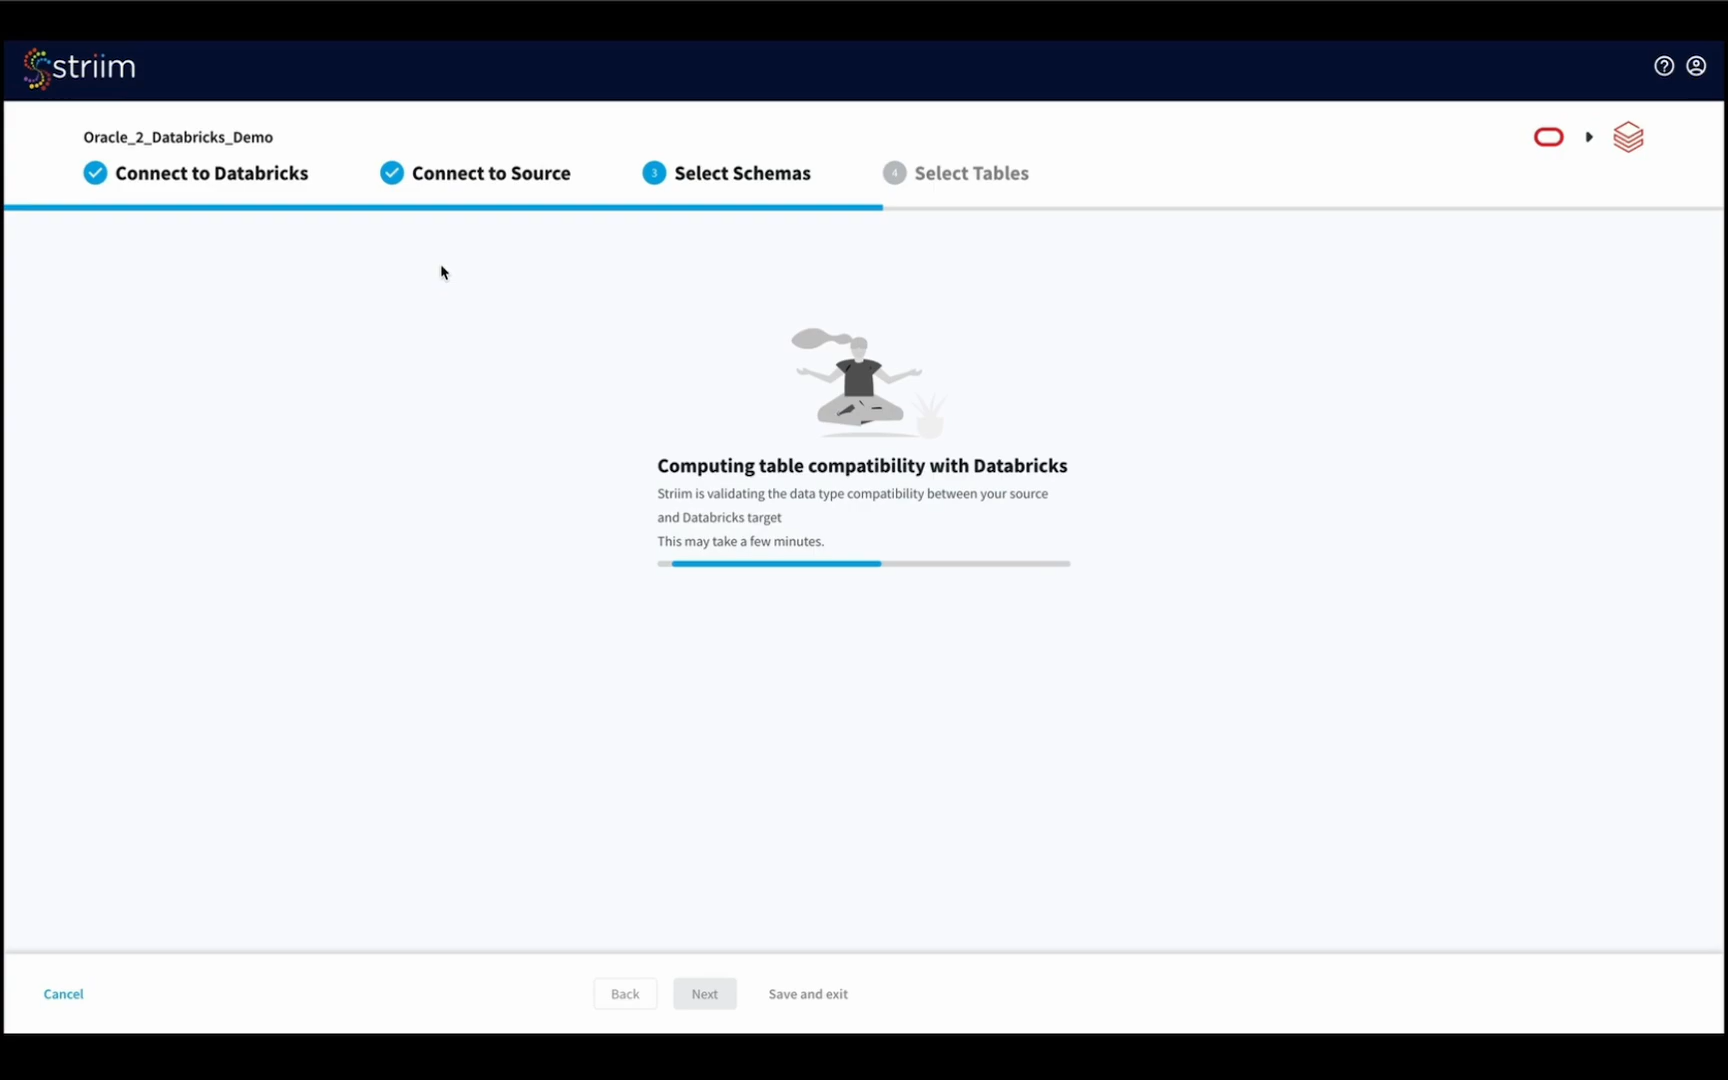 striim
Oracle_2_Databricks_Demo
Connect to Databricks
Connect to Source
3 Select Schemas
4 Select Tables
Computing table compatibility with Databricks
Striim is validating the data type compatibility between your source
and Databricks target
This may take a few minutes.
Cancel
Back
Next
Save and exit